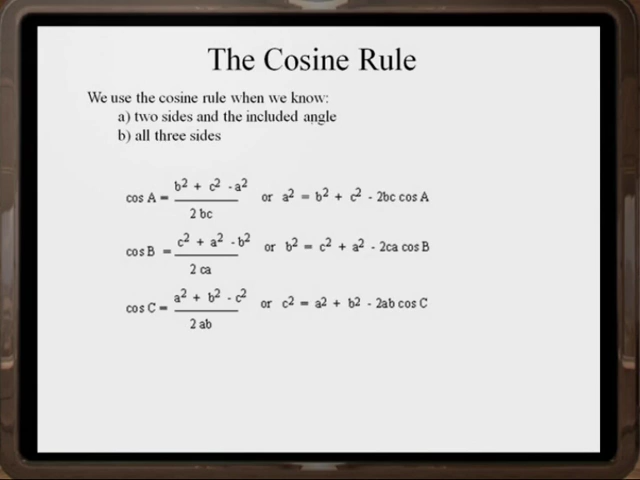 The Cosine Rule
We use the cosine rule when we know:
a) two sides and the included angle
b) all three sides
cos A = b² + c² - a² / 2 bc or a² = b² + c² - 2bc cos A
cos B = c² + a² - b² / 2 ca or b² = c² + a² - 2ca cos B
cos C = a² + b² - c² / 2 ab or c² = a² + b² - 2ab cos C